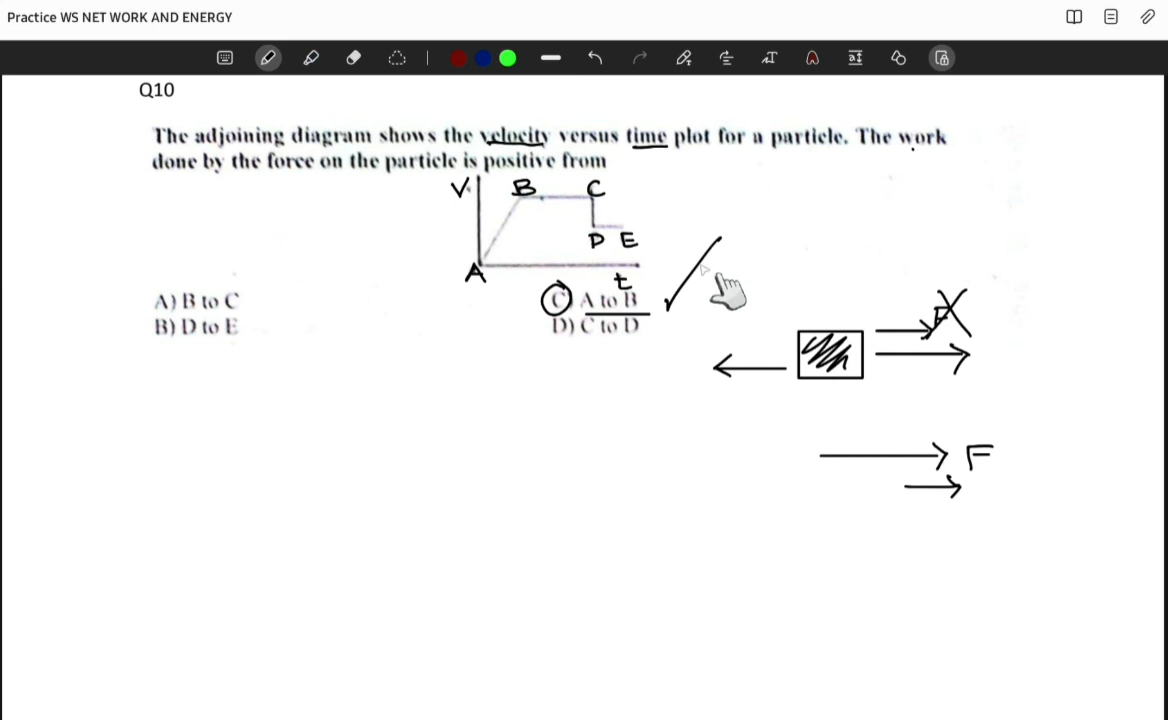 Practice WS NET WORK AND ENERGY
Q10
The adjoining diagram shows the velocity versus time plot for a particle. The work
done by the force on the particle is positive from
V
B
C
D E
A
t
A) B to C
C) A to B
B) D to E
D) C to D
F
F